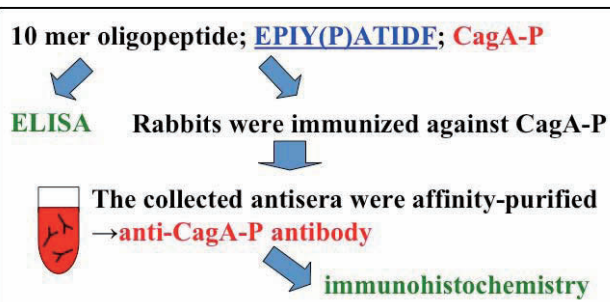 10 mer oligopeptide; EPIY(P)ATIDF; CagA-P
ELISA Rabbits were immunized against CagA-P
The collected antisera were affinity-purified
→anti-CagA-P antibody
immunohistochemistry